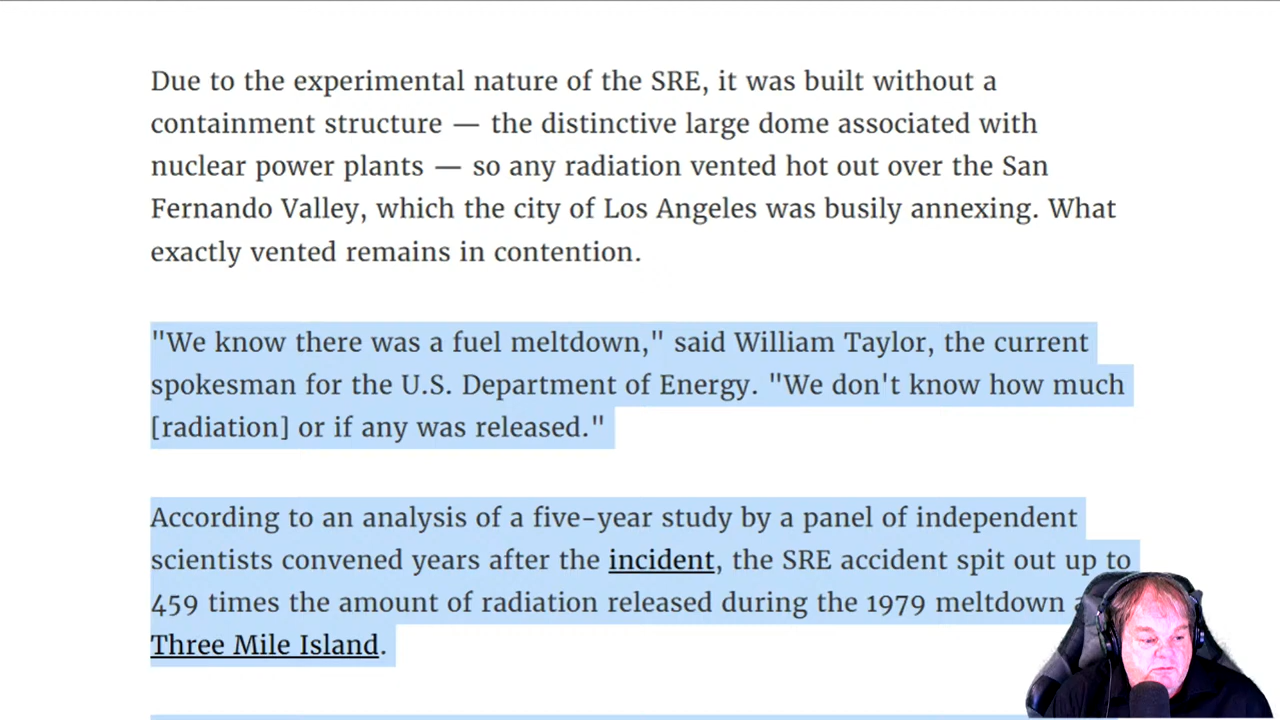 Due to the experimental nature of the SRE, it was built without a
containment structure — the distinctive large dome associated with
nuclear power plants — so any radiation vented hot out over the San
Fernando Valley, which the city of Los Angeles was busily annexing. What
exactly vented remains in contention.
"We know there was a fuel meltdown," said William Taylor, the current
spokesman for the U.S. Department of Energy. "We don't know how much
[radiation] or if any was released."
According to an analysis of a five-year study by a panel of independent
scientists convened years after the incident, the SRE accident spit out up to
459 times the amount of radiation released during the 1979 meltdown
Three Mile Island.